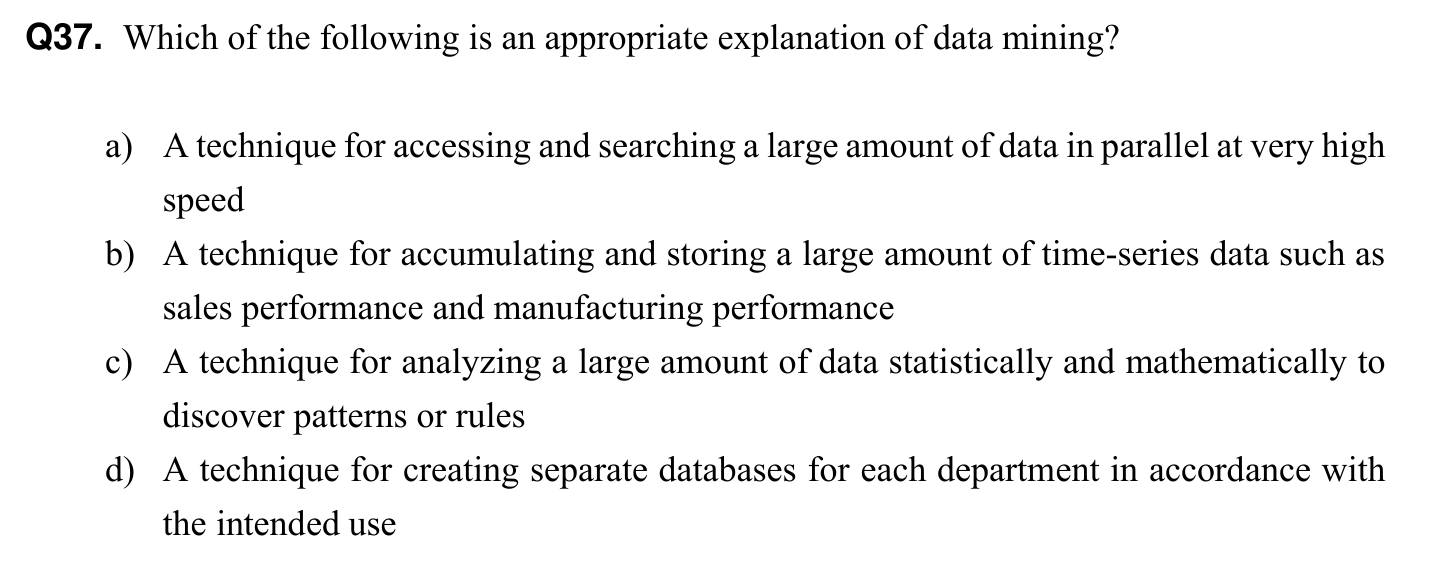 Q37. Which of the following is an appropriate explanation of data mining?
a) A technique for accessing and searching a large amount of data in parallel at very high
speed
b) A technique for accumulating and storing a large amount of time-series data such as
sales performance and manufacturing performance
c) A technique for analyzing a large amount of data statistically and mathematically to
discover patterns or rules
d) A technique for creating separate databases for each department in accordance with
the intended use